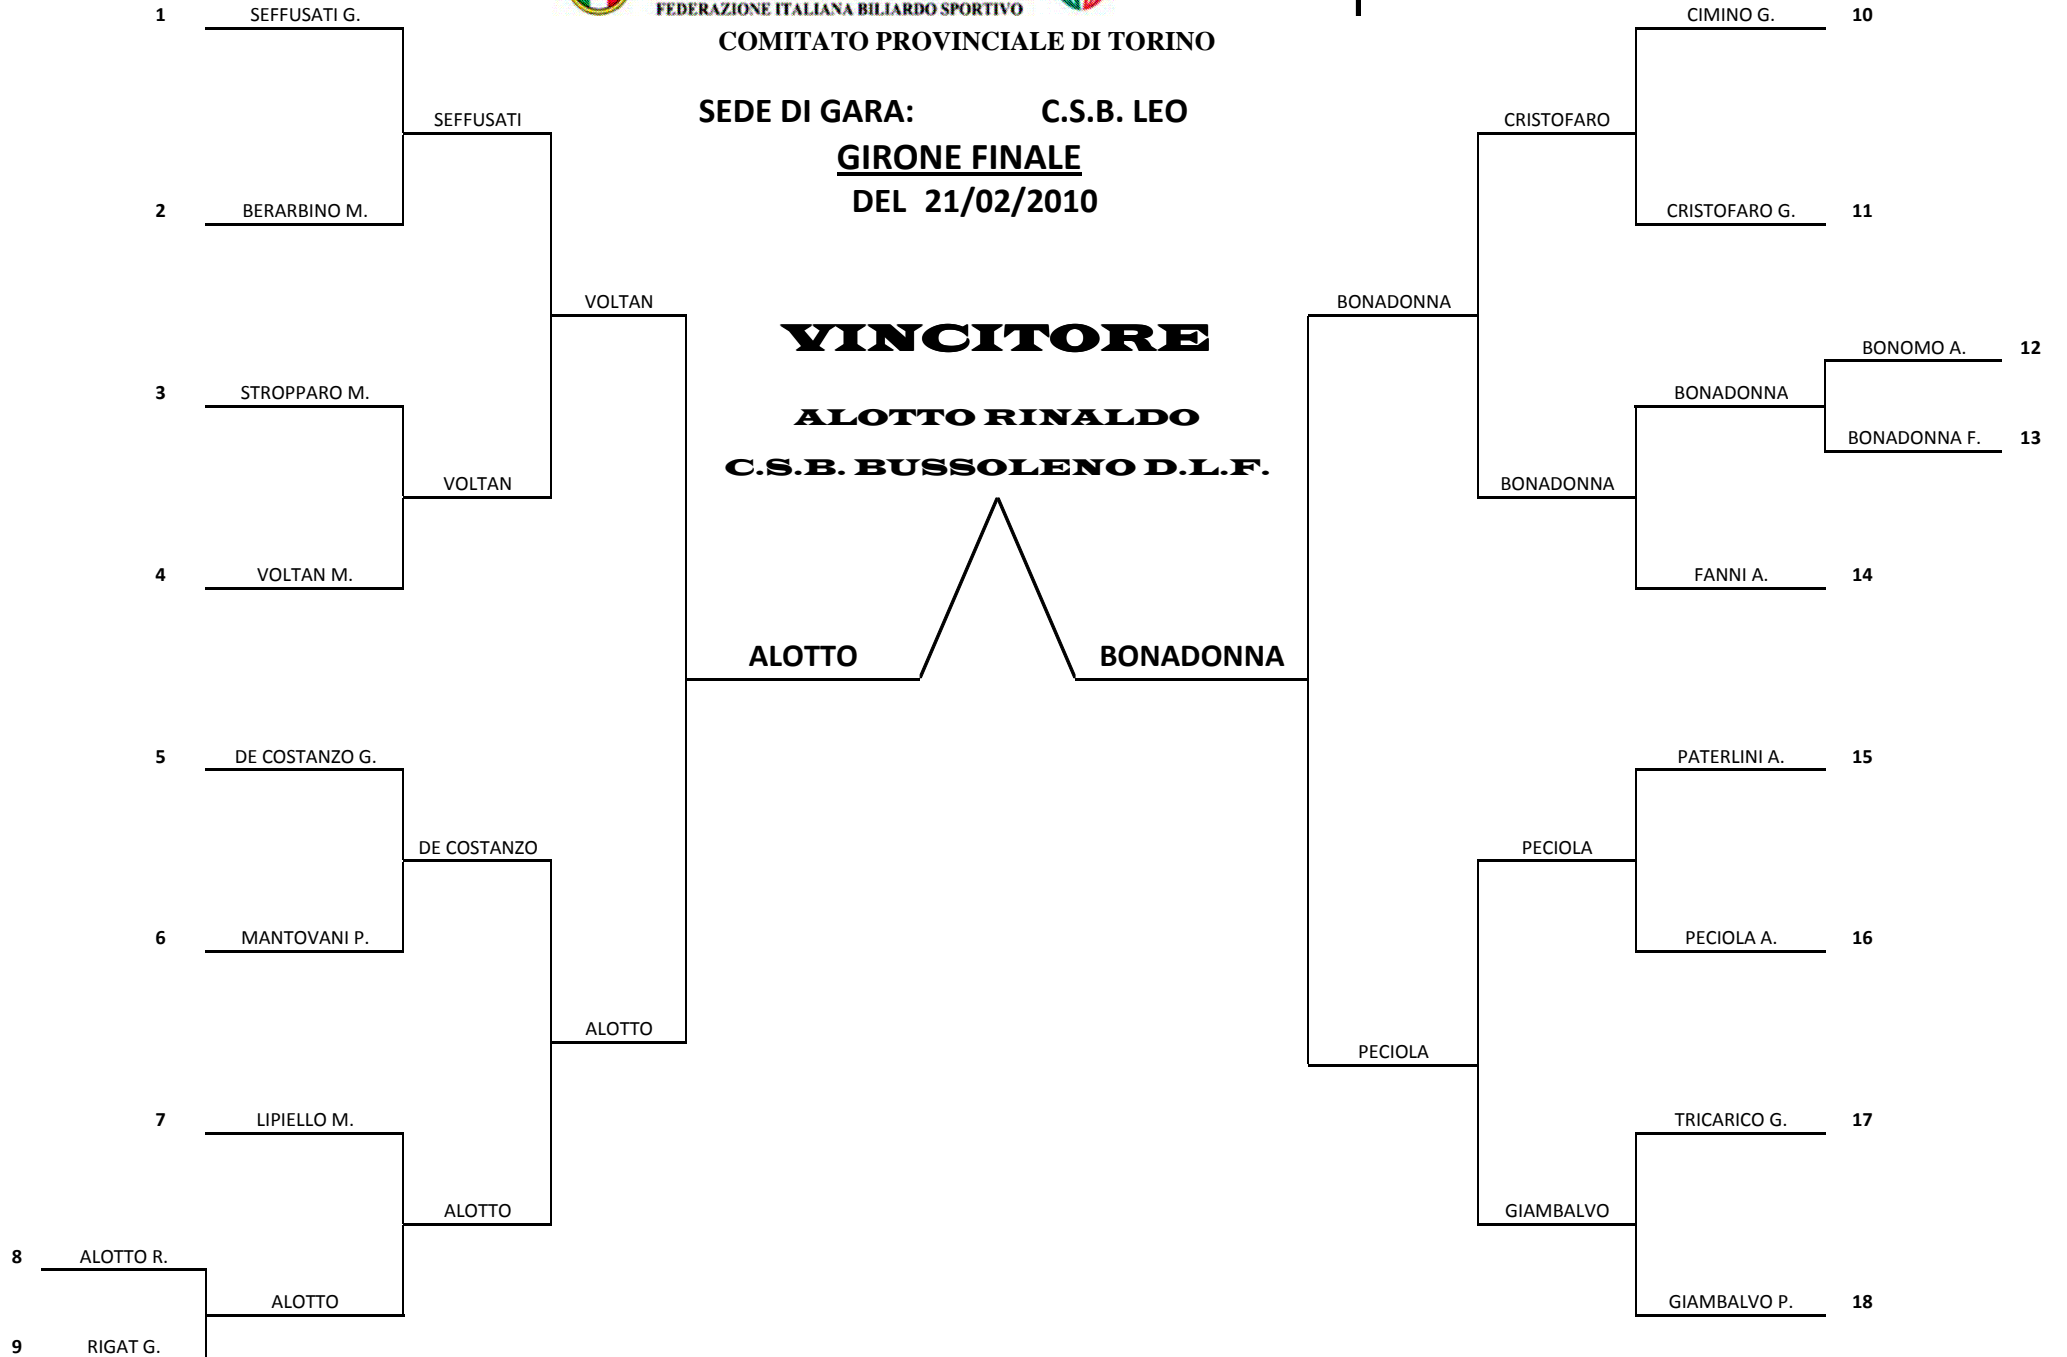 1 SEFFUSATI G.
FEDERAZIONE ITALIANA BILIARDO SPORTIVO
CIMINO G. 10
COMITATO PROVINCIALE DI TORINO
SEDE DI GARA: C.S.B. LEO
SEFFUSATI
CRISTOFARO
GIRONE FINALE
DEL 21/02/2010
2 BERARBINO M.
CRISTOFARO G. 11
VOLTAN
BONADONNA
VINCITORE
BONOMO A. 12
3 STROPPARO M.
BONADONNA
ALOTTO RINALDO
BONADONNA F. 13
C.S.B. BUSSOLENO D.L.F.
VOLTAN
BONADONNA
4 VOLTAN M.
FANNI A. 14
ALOTTO
BONADONNA
5 DE COSTANZO G.
PATERLINI A. 15
DE COSTANZO
PECIOLA
6 MANTOVANI P.
PECIOLA A. 16
ALOTTO
PECIOLA
7 LIPIELLO M.
TRICARICO G. 17
ALOTTO
GIAMBALVO
8 ALOTTO R.
ALOTTO
GIAMBALVO P. 18
9 RIGAT G.